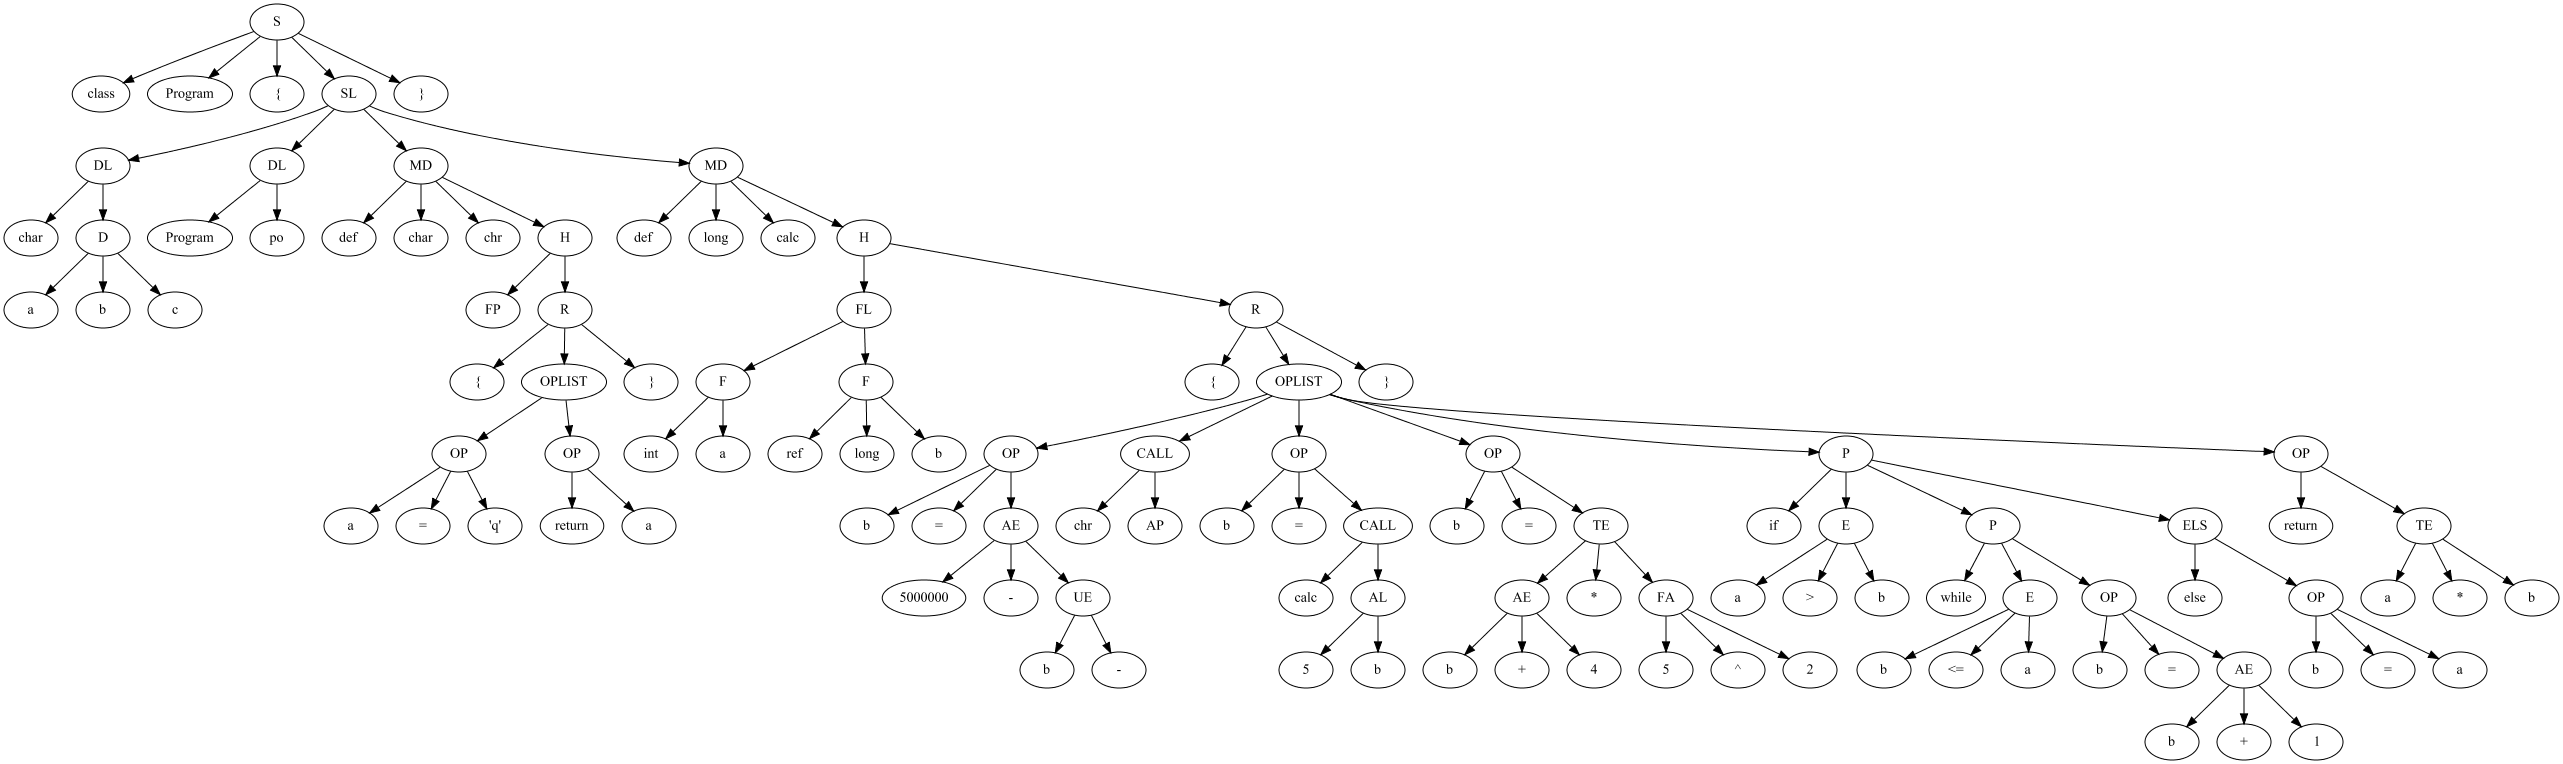 S
class Program { SL }
DL DL MD MD
char D Program po def char chr H def long calc H
a b c FP R FL R
{ OPLIST } F F { OPLIST }
OP OP int a ref long b OP CALL OP OP P OP
a = 'q' return a b = AE chr AP b = CALL b = TE if E P ELS return TE
5000000 - UE calc AL AE * FA a > b while E OP else OP a * b
b - 5 b b + 4 5 ^ 2 b <= a b = AE b = a
b + 1